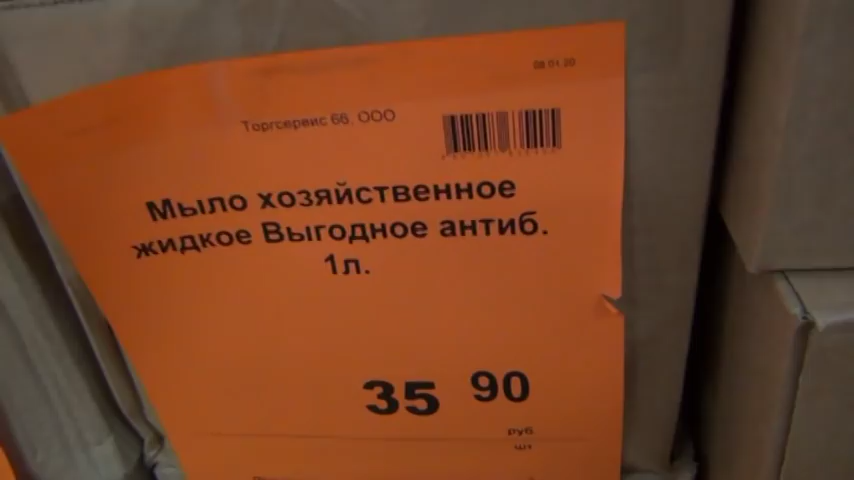 08.01.20
Торгсервис 66, ООО
Мыло хозяйственное
жидкое Выгодное антиб.
1л.
35 90
руб
шт